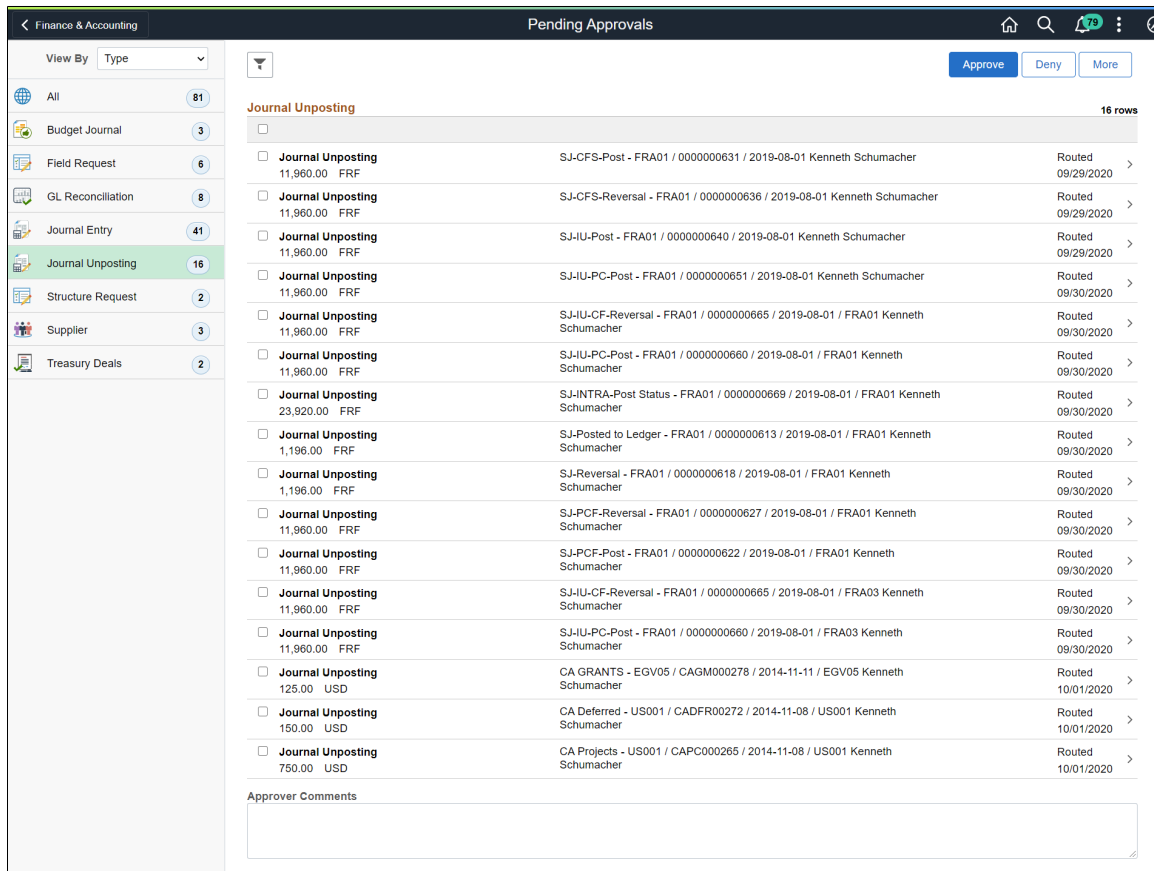 Finance & Accounting
Pending Approvals
79
View By Type
Approve Deny More
All 81
Budget Journal 3
Field Request 6
GL Reconciliation 8
Journal Entry 41
Journal Unposting 16
Structure Request 2
Supplier 3
Treasury Deals 2
Journal Unposting
16 rows
Journal Unposting SJ-CFS-Post - FRA01 / 0000000631 / 2019-08-01 Kenneth Schumacher Routed
11,960.00 FRF 09/29/2020
Journal Unposting SJ-CFS-Reversal - FRA01 / 0000000636 / 2019-08-01 Kenneth Schumacher Routed
11,960.00 FRF 09/29/2020
Journal Unposting SJ-IU-Post - FRA01 / 0000000640 / 2019-08-01 Kenneth Schumacher Routed
11,960.00 FRF 09/29/2020
Journal Unposting SJ-IU-PC-Post - FRA01 / 0000000651 / 2019-08-01 Kenneth Schumacher Routed
11,960.00 FRF 09/30/2020
Journal Unposting SJ-IU-CF-Reversal - FRA01 / 0000000665 / 2019-08-01 / FRA01 Kenneth Routed
11,960.00 FRF Schumacher 09/30/2020
Journal Unposting SJ-IU-PC-Post - FRA01 / 0000000660 / 2019-08-01 / FRA01 Kenneth Routed
11,960.00 FRF Schumacher 09/30/2020
Journal Unposting SJ-INTRA-Post Status - FRA01 / 0000000669 / 2019-08-01 / FRA01 Kenneth Routed
23,920.00 FRF Schumacher 09/30/2020
Journal Unposting SJ-Posted to Ledger - FRA01 / 0000000613 / 2019-08-01 / FRA01 Kenneth Routed
1,196.00 FRF Schumacher 09/30/2020
Journal Unposting SJ-Reversal - FRA01 / 0000000618 / 2019-08-01 / FRA01 Kenneth Routed
1,196.00 FRF Schumacher 09/30/2020
Journal Unposting SJ-PCF-Reversal - FRA01 / 0000000627 / 2019-08-01 / FRA01 Kenneth Routed
11,960.00 FRF Schumacher 09/30/2020
Journal Unposting SJ-PCF-Post - FRA01 / 0000000622 / 2019-08-01 / FRA01 Kenneth Routed
11,960.00 FRF Schumacher 09/30/2020
Journal Unposting SJ-IU-CF-Reversal - FRA01 / 0000000665 / 2019-08-01 / FRA03 Kenneth Routed
11,960.00 FRF Schumacher 09/30/2020
Journal Unposting SJ-IU-PC-Post - FRA01 / 0000000660 / 2019-08-01 / FRA03 Kenneth Routed
11,960.00 FRF Schumacher 09/30/2020
Journal Unposting CA GRANTS - EGV05 / CAGM000278 / 2014-11-11 / EGV05 Kenneth Routed
125.00 USD Schumacher 10/01/2020
Journal Unposting CA Deferred - US001 / CADFR00272 / 2014-11-08 / US001 Kenneth Routed
150.00 USD Schumacher 10/01/2020
Journal Unposting CA Projects - US001 / CAPC000265 / 2014-11-08 / US001 Kenneth Routed
750.00 USD Schumacher 10/01/2020
Approver Comments